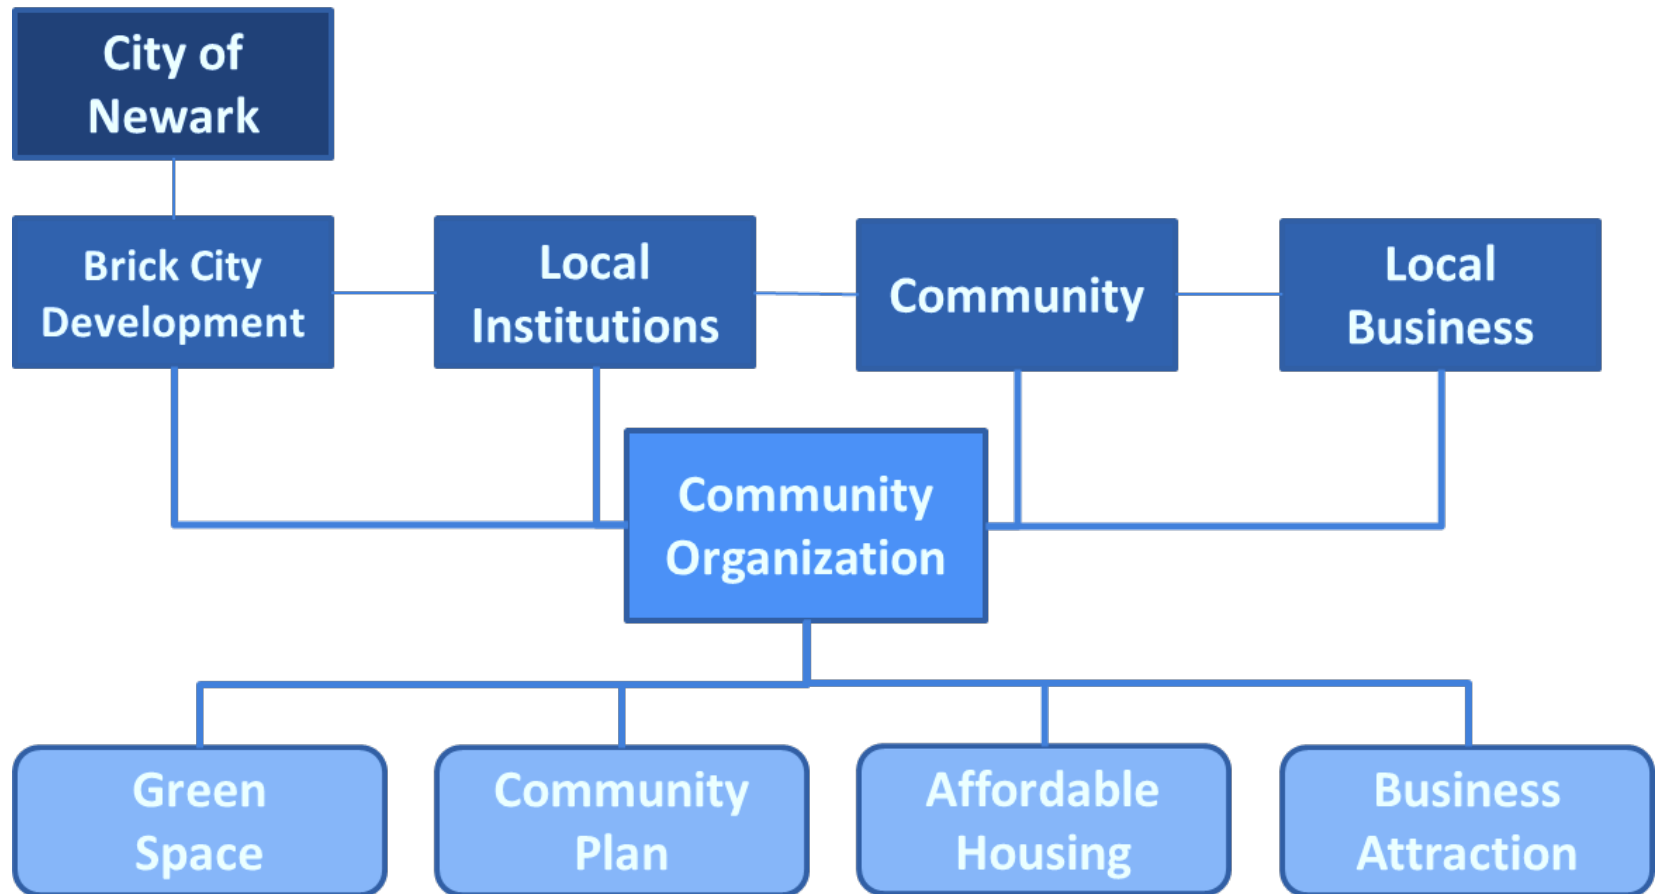 City of
Newark
Brick City
Development
Local
Institutions
Community
Local
Business
Community
Organization
Green
Space
Community
Plan
Affordable
Housing
Business
Attraction